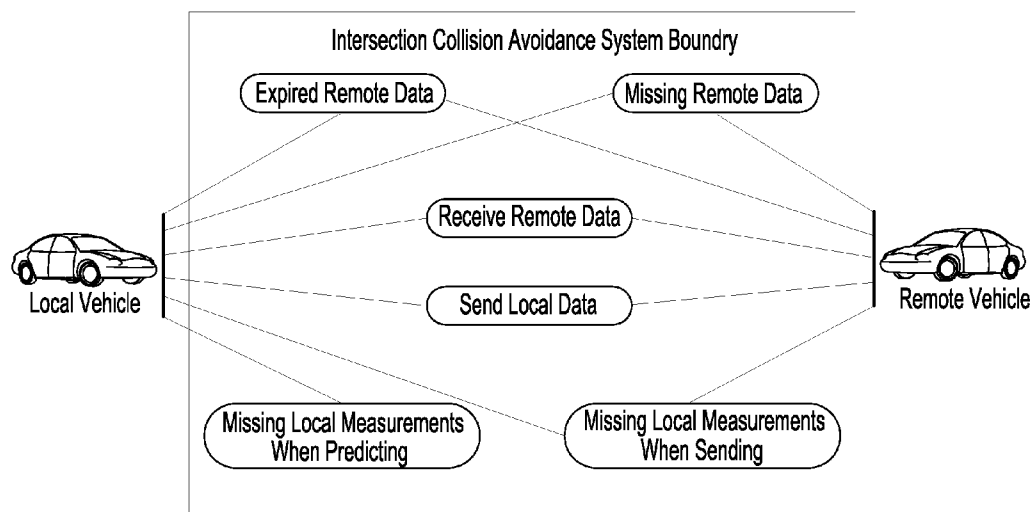 Intersection Collision Avoidance System Boundry
Expired Remote Data
Missing Remote Data
Receive Remote Data
Local Vehicle
Send Local Data
Remote Vehicle
Missing Local Measurements
When Predicting
Missing Local Measurements
When Sending